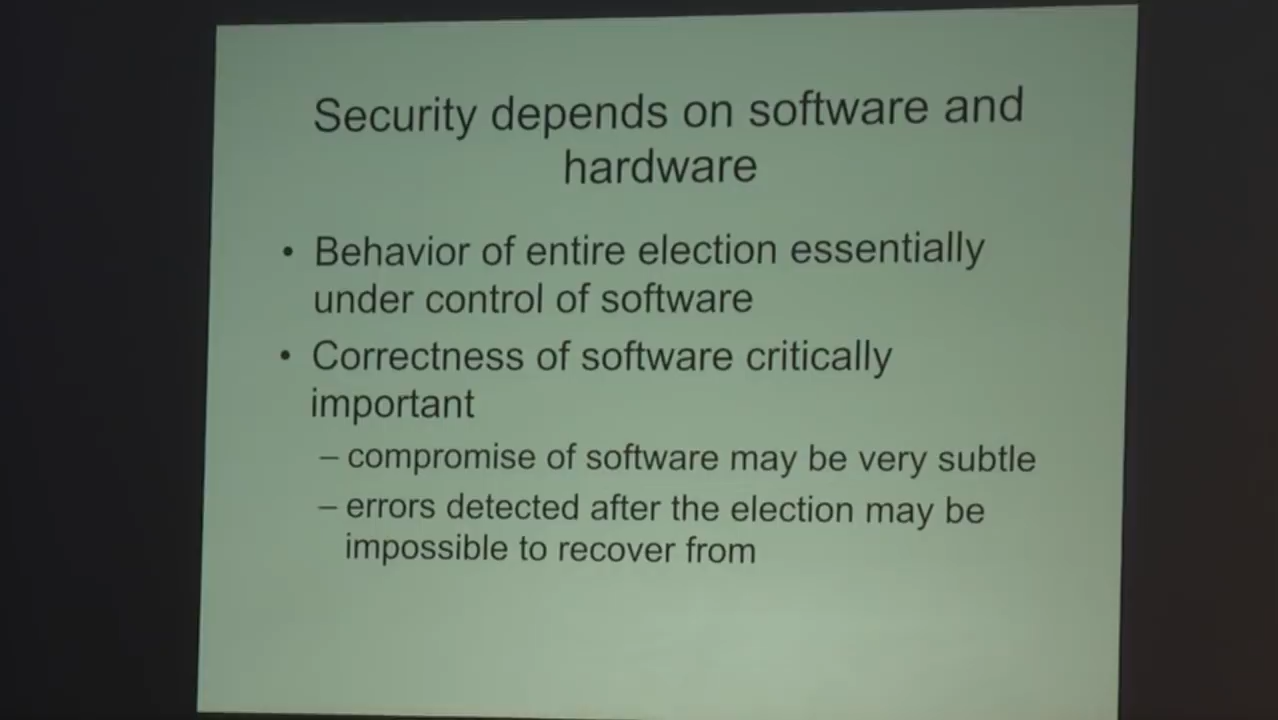 Security depends on software and
hardware
• Behavior of entire election essentially
under control of software
• Correctness of software critically
important
– compromise of software may be very subtle
– errors detected after the election may be
impossible to recover from